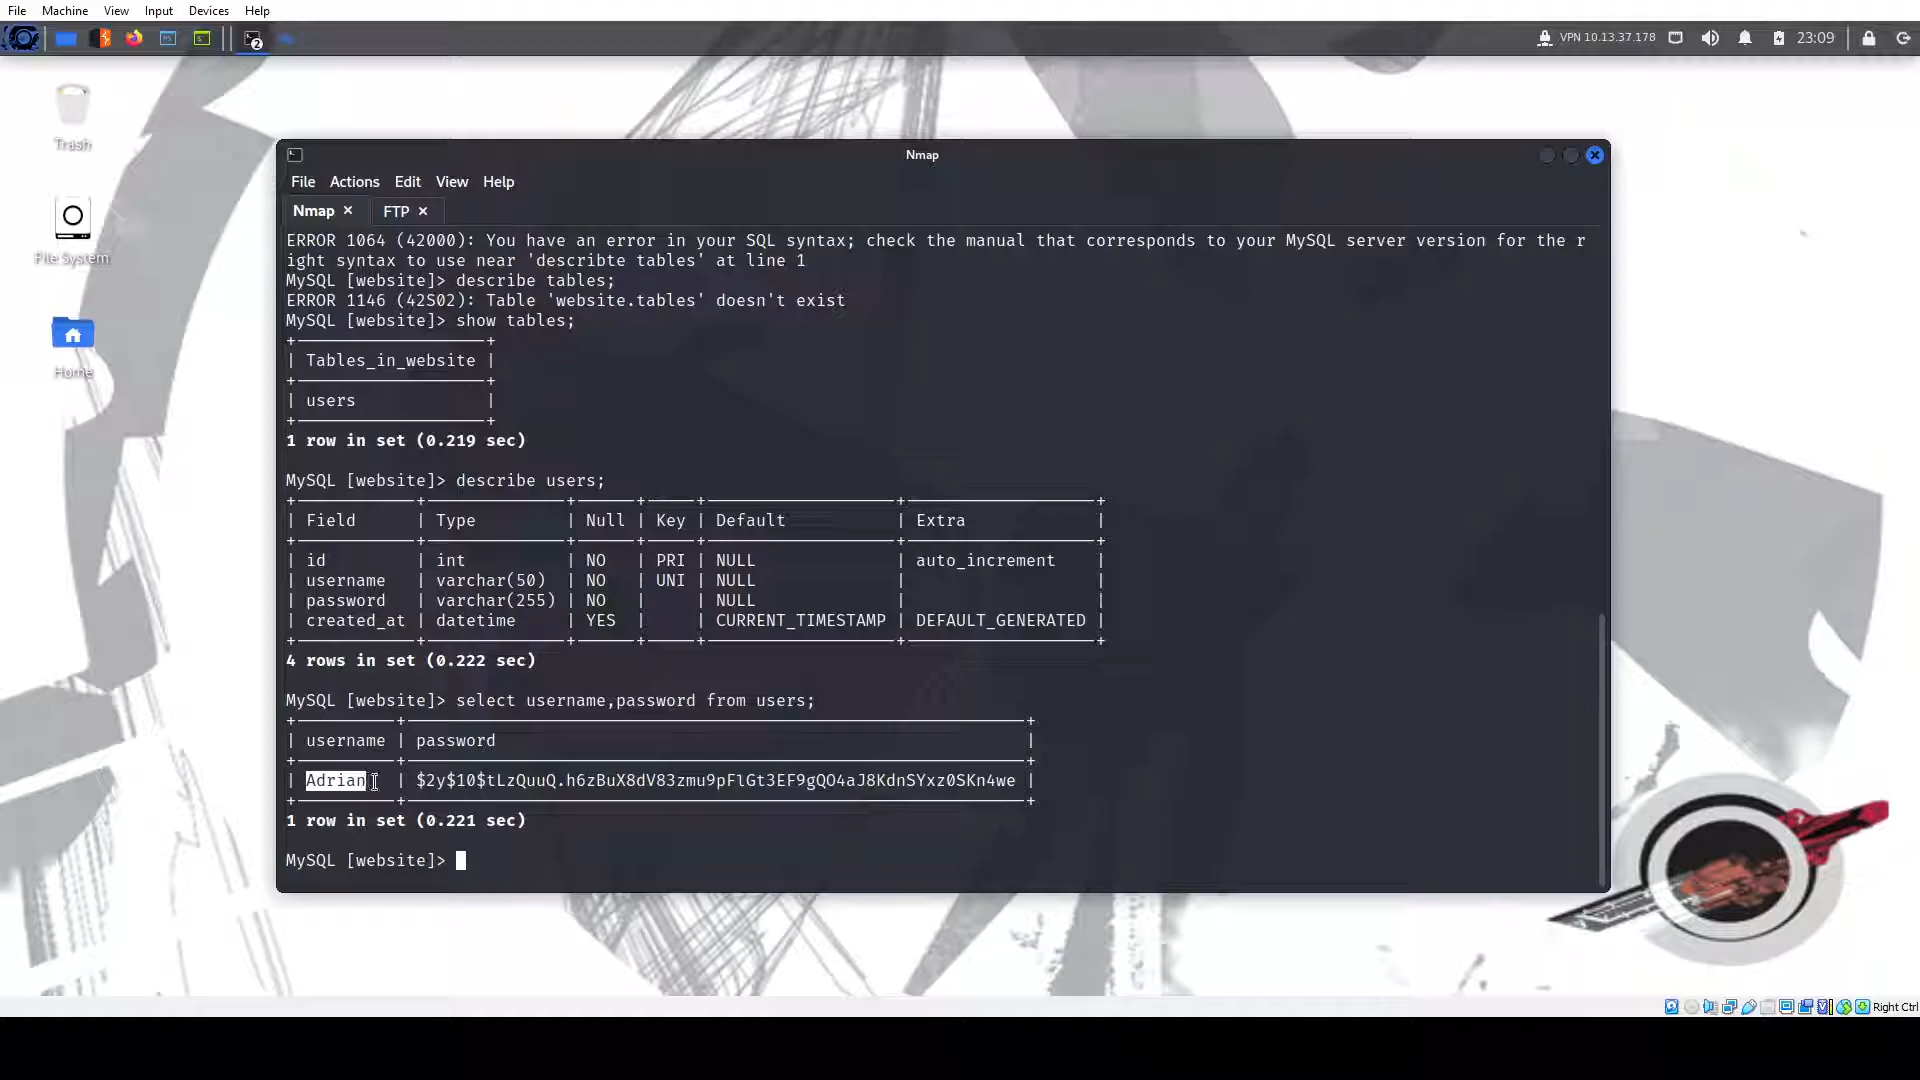 File Machine View Input Devices Help
2 VPN 10.13.37.178 23:09
Trash
File System
Home
Nmap
File Actions Edit View Help
Nmap × FTP ×
ERROR 1064 (42000): You have an error in your SQL syntax; check the manual that corresponds to your MySQL server version for the r
ight syntax to use near 'describte tables' at line 1
MySQL [website]> describe tables;
ERROR 1146 (42S02): Table 'website.tables' doesn't exist
MySQL [website]> show tables;
| Tables_in_website |
| users |
1 row in set (0.219 sec)
MySQL [website]> describe users;
| Field | Type | Null | Key | Default | Extra |
| id | int | NO | PRI | NULL | auto_increment |
| username | varchar(50) | NO | UNI | NULL | |
| password | varchar(255) | NO | | NULL | |
| created_at | datetime | YES | | CURRENT_TIMESTAMP | DEFAULT_GENERATED |
4 rows in set (0.222 sec)
MySQL [website]> select username,password from users;
| username | password |
| Adrian | $2y$10$tLzQuuQ.h6zBuX8dV83zmu9pFlGt3EF9gQO4aJ8KdnSYxz0SKn4we |
1 row in set (0.221 sec)
MySQL [website]>
Right Ctrl